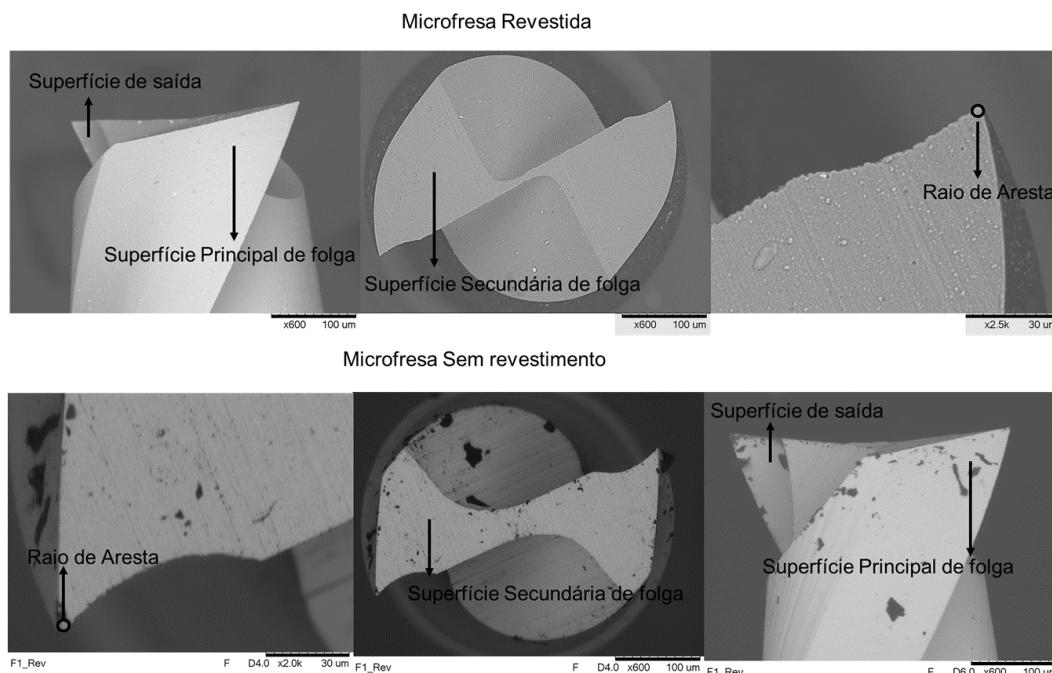 Microfresa Revestida
Superfície de saída
Superfície Principal de folga
Superfície Secundária de folga
Raio de Aresta
x600 100 um
x600 100 um
x2.5k 30 um
Microfresa Sem revestimento
Superfície de saída
Raio de Aresta
Superfície Secundária de folga
Superfície Principal de folga
F1_Rev F D4.0 x2.0k 30 um
F D4.0 x600 100 um
F1_Rev F D6.0 x600 100 um